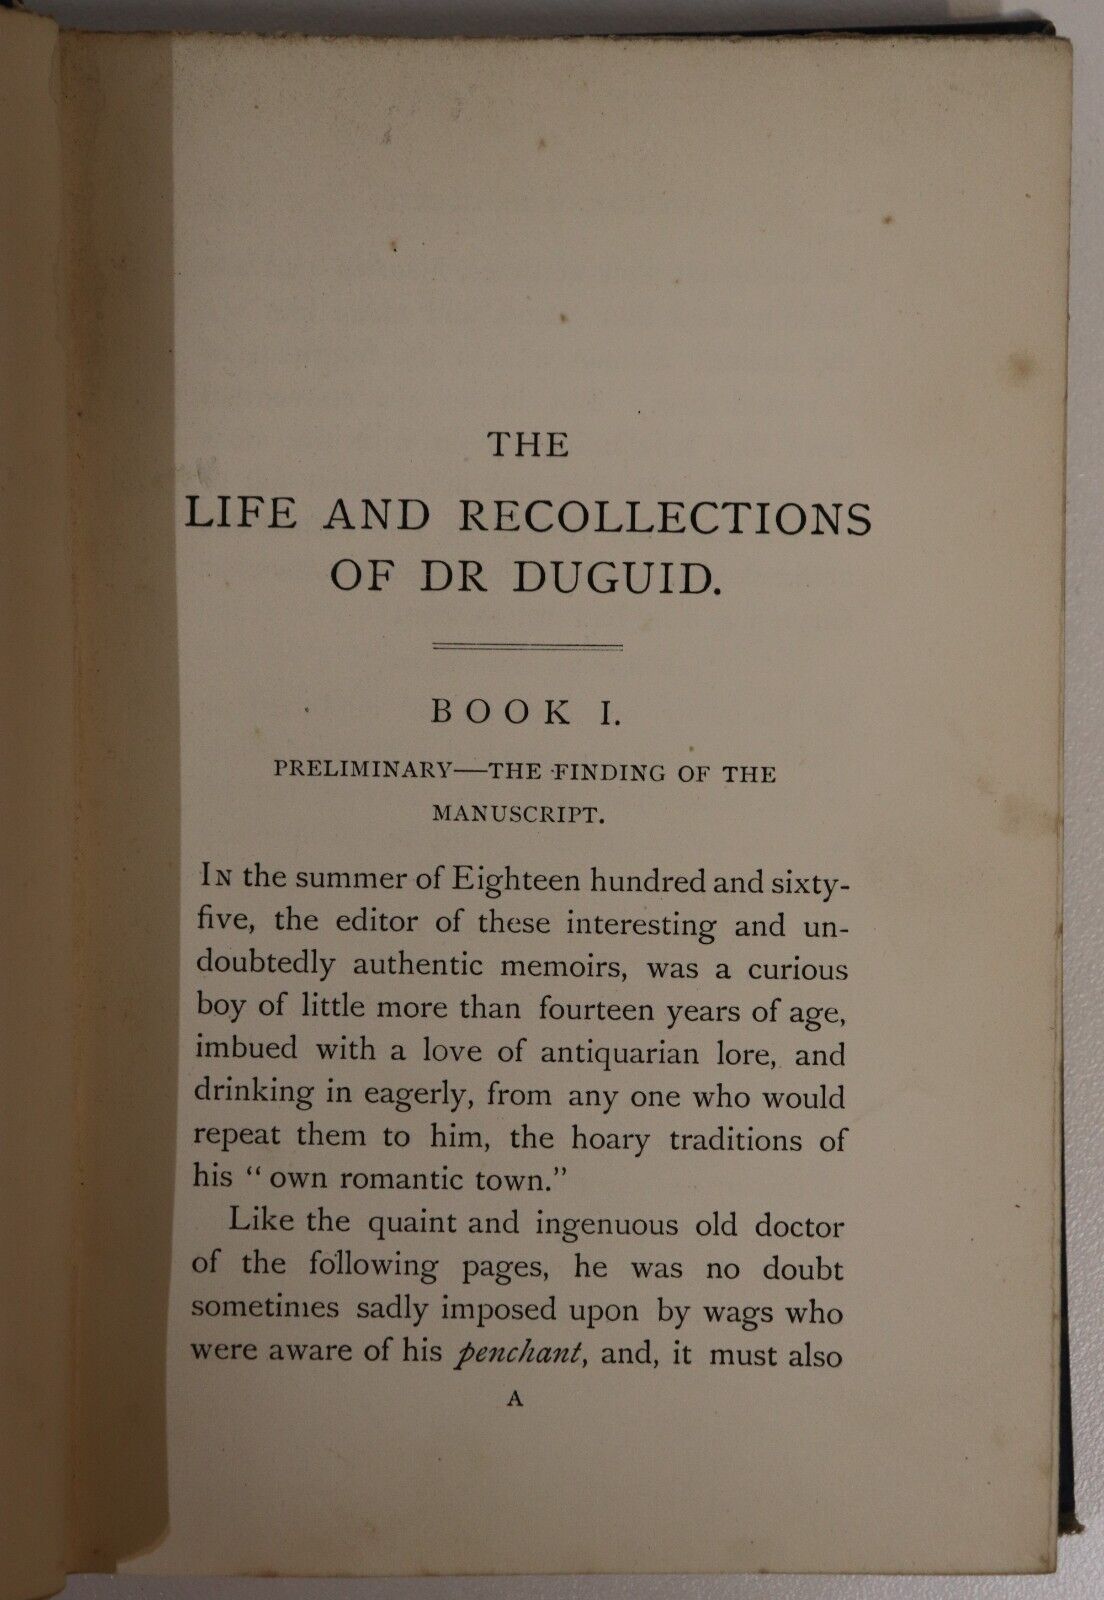 THE
LIFE AND RECOLLECTIONS
OF DR DUGUID.
BOOK I.
PRELIMINARY—THE FINDING OF THE
MANUSCRIPT.
IN the summer of Eighteen hundred and sixty-
five, the editor of these interesting and un-
doubtedly authentic memoirs, was a curious
boy of little more than fourteen years of age,
imbued with a love of antiquarian lore, and
drinking in eagerly, from any one who would
repeat them to him, the hoary traditions of
his “ own romantic town.”
Like the quaint and ingenuous old doctor
of the following pages, he was no doubt
sometimes sadly imposed upon by wags who
were aware of his penchant, and, it must also
A